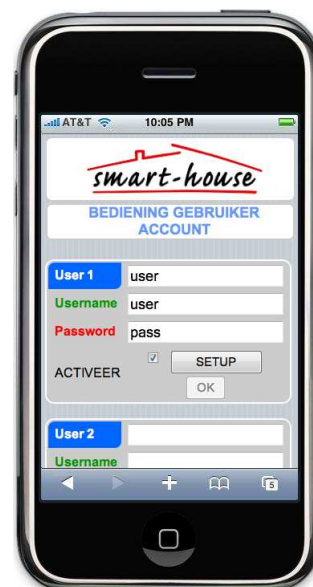 AT&T 10:05 PM
smart-house
BEDIENING GEBRUIKER
ACCOUNT
User 1 user
Username user
Password pass
ACTIVEER SETUP
OK
User 2
Username
5